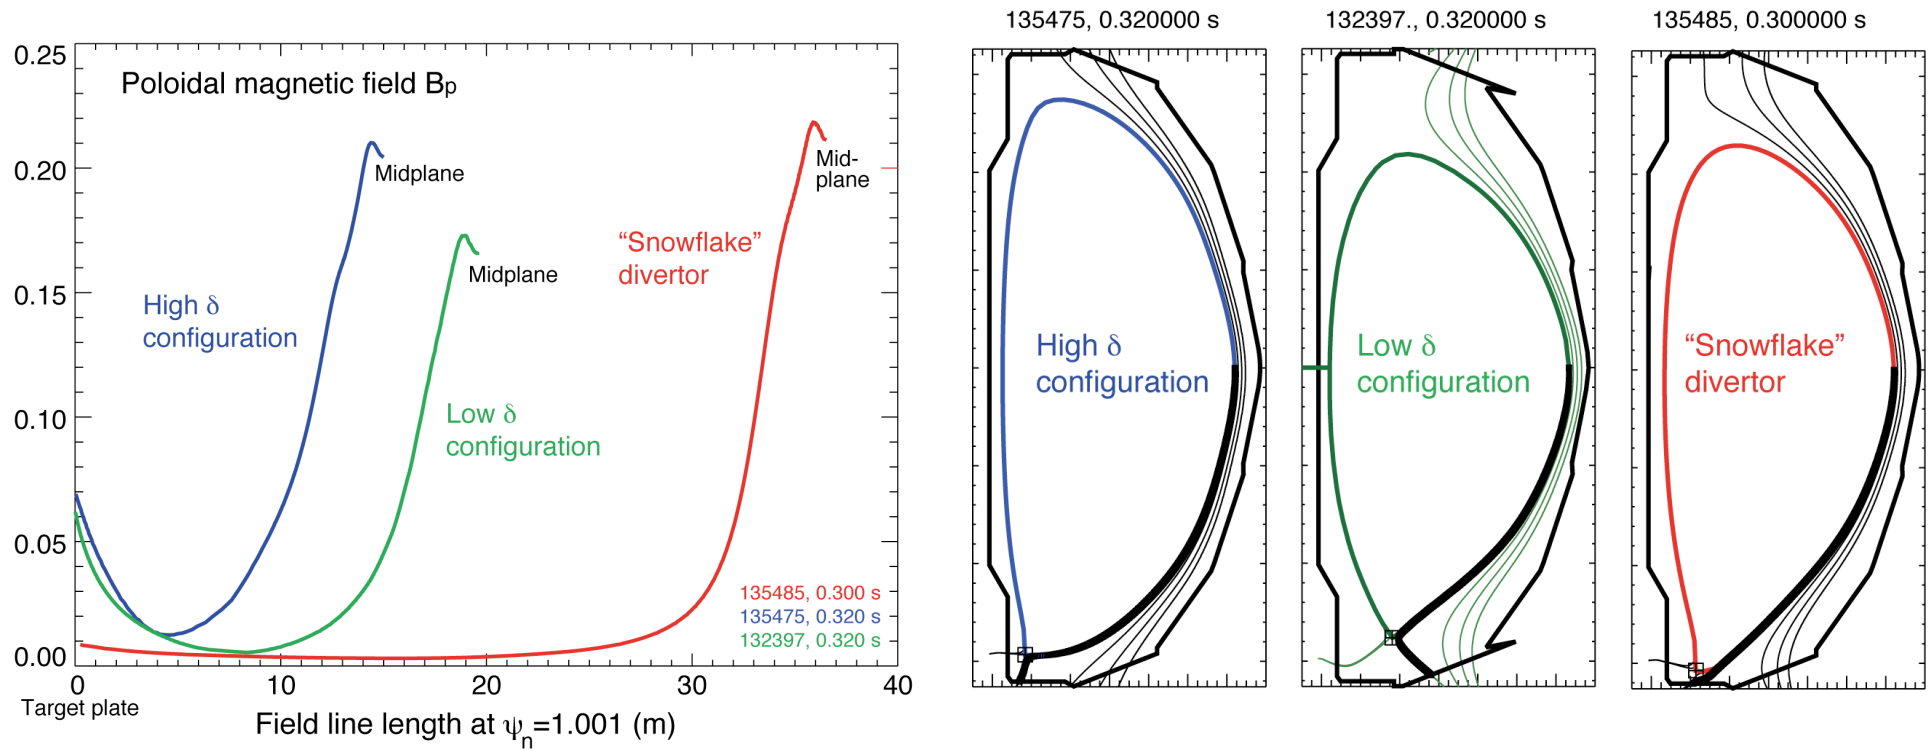 Poloidal magnetic field Bp
0.25
0.20
0.15
0.10
0.05
0.00
High δ
configuration
Midplane
Low δ
configuration
Midplane
“Snowflake”
divertor
Mid-
plane
135485, 0.300 s
135475, 0.320 s
132397, 0.320 s
0
10
20
30
40
Target plate
Field line length at ψn=1.001 (m)
135475, 0.320000 s
High δ
configuration
132397., 0.320000 s
Low δ
configuration
135485, 0.300000 s
“Snowflake”
divertor